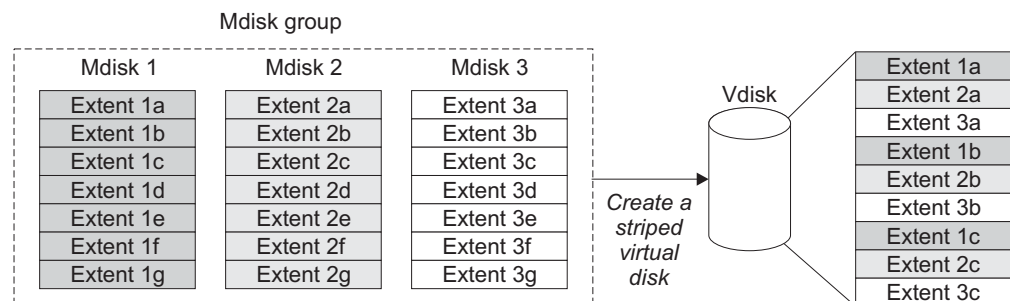 Mdisk group
Mdisk 1
Extent 1a
Extent 1b
Extent 1c
Extent 1d
Extent 1e
Extent 1f
Extent 1g
Mdisk 2
Extent 2a
Extent 2b
Extent 2c
Extent 2d
Extent 2e
Extent 2f
Extent 2g
Mdisk 3
Extent 3a
Extent 3b
Extent 3c
Extent 3d
Extent 3e
Extent 3f
Extent 3g
Create a
striped
virtual
disk
Vdisk
Extent 1a
Extent 2a
Extent 3a
Extent 1b
Extent 2b
Extent 3b
Extent 1c
Extent 2c
Extent 3c